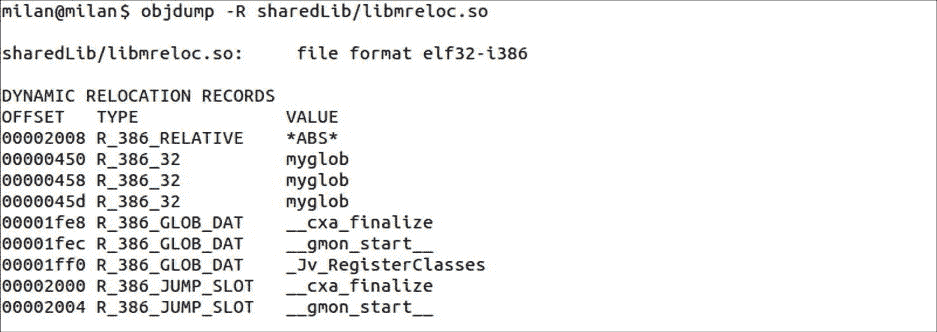 milan@milan$ objdump -R sharedLib/libmreloc.so
sharedLib/libmreloc.so:     file format elf32-i386
DYNAMIC RELOCATION RECORDS
OFFSET   TYPE              VALUE
00002008 R_386_RELATIVE    *ABS*
00000450 R_386_32          myglob
00000458 R_386_32          myglob
0000045d R_386_32          myglob
00001fe8 R_386_GLOB_DAT    __cxa_finalize
00001fec R_386_GLOB_DAT    __gmon_start__
00001ff0 R_386_GLOB_DAT    _Jv_RegisterClasses
00002000 R_386_JUMP_SLOT   __cxa_finalize
00002004 R_386_JUMP_SLOT   __gmon_start__